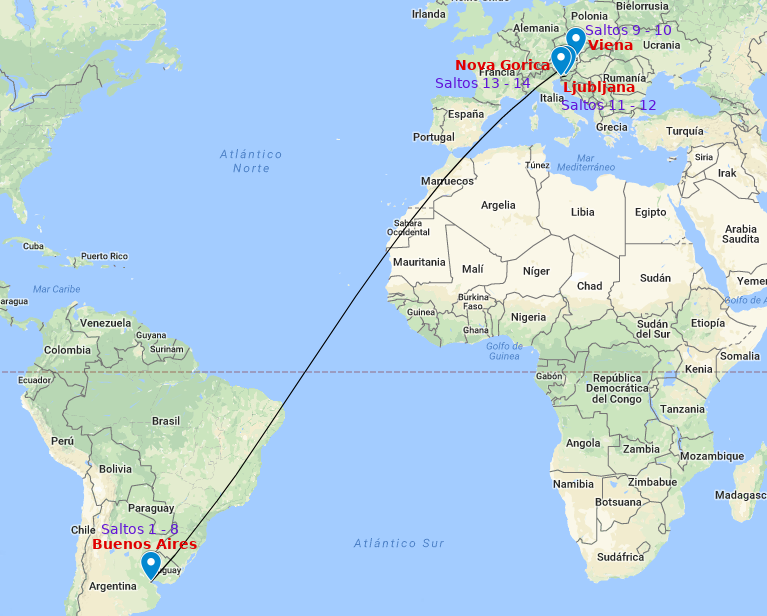 Bielorrusia
Irlanda
Polonia
Alemania
Saltos 9 - 10
Viena
Ucrania
Nova Gorica
Francia
Saltos 13 - 14
Rumanía
Ljubljana
Italia
Saltos 11 - 12
España
Portugal
Grecia
Turquía
Atlántico
Norte
Túnez
Mar
Mediterráneo
Siria
Irak
Marruecos
Argelia
Libia
Egipto
Sahara
Occidental
Arabia
Saudita
Cuba
Puerto Rico
Mauritania
Malí
Níger
Chad
Sudán
Yemen
Mar Caribe
aragua
Burkina
Faso
Golfo de A
Guinea
Nigeria
Ghana
Sudán
del Sur
Etiopía
Venezuela
Guyana
Surinam
Colombia
Golfo de
Guinea
Somalia
Ecuador
Gabón
República
Democrática
del Congo
Kenia
Tanzania
Brasil
Perú
Angola
Zambia
Mozambique
Bolivia
Namibia
Zimbabue
Botsuana
Madagasc
Paraguay
Chile
Saltos 1 - 8
Buenos Aires
Atlántico Sur
Sudáfrica
guay
Argentina